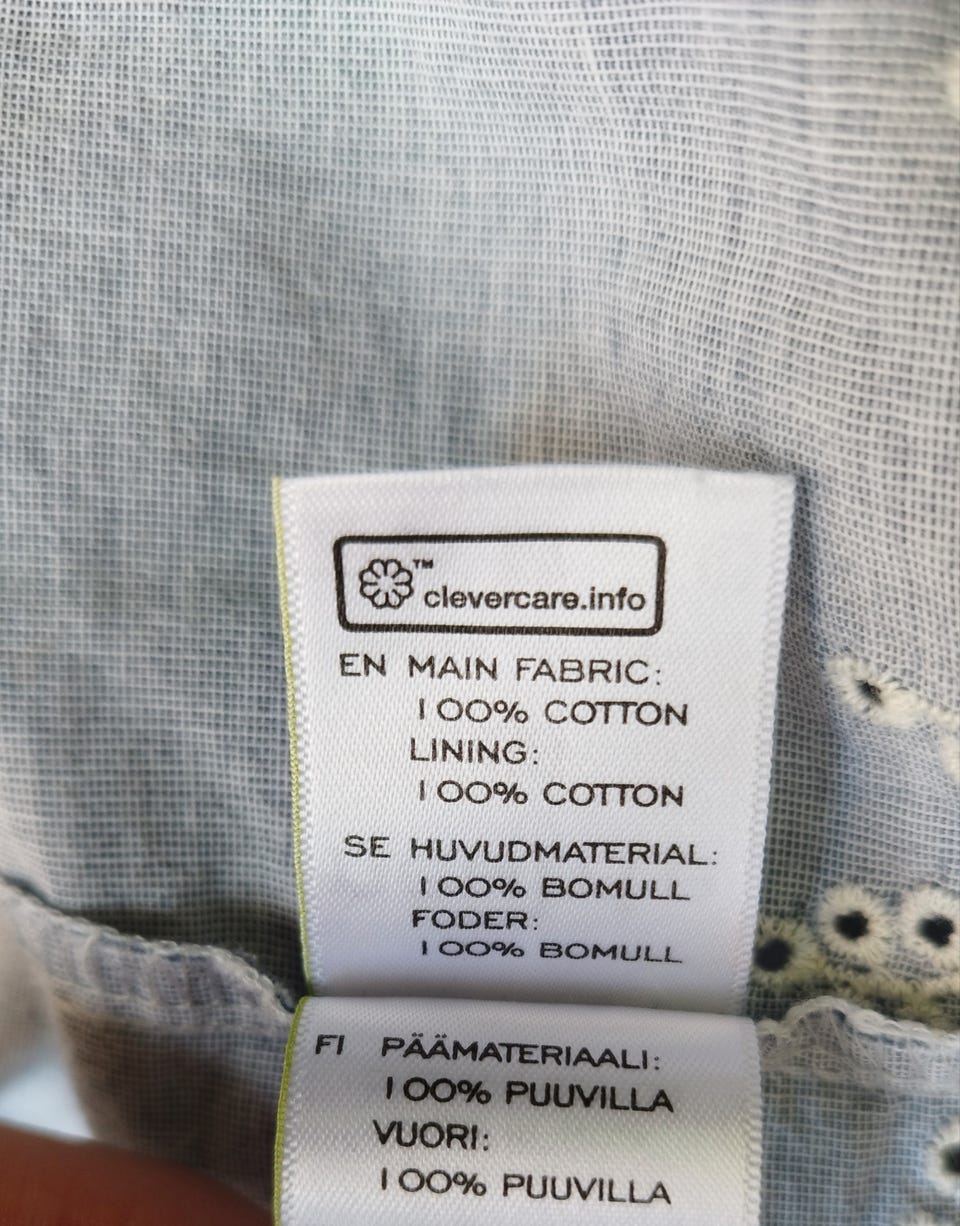 ™
clevercare.info
EN MAIN FABRIC:
100% COTTON
LINING:
100% COTTON
SE HUVUDMATERIAL:
100% BOMULL
FODER:
100% BOMULL
FI PÄÄMATERIAALI:
100% PUUVILLA
VUORI:
100% PUUVILLA